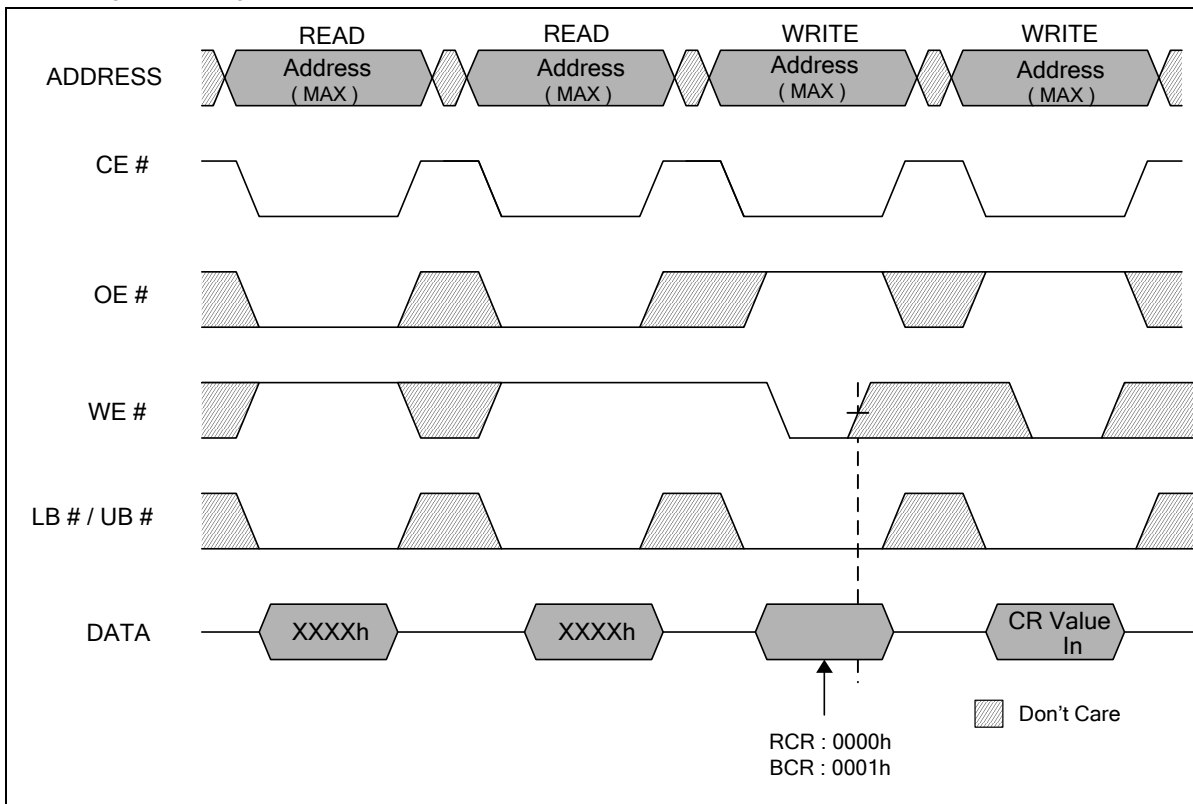 READ READ WRITE WRITE
ADDRESS Address Address Address Address
( MAX ) ( MAX ) ( MAX ) ( MAX )
CE #
OE #
WE #
LB # / UB #
DATA XXXXh XXXXh CR Value
In
Don't Care
RCR : 0000h
BCR : 0001h